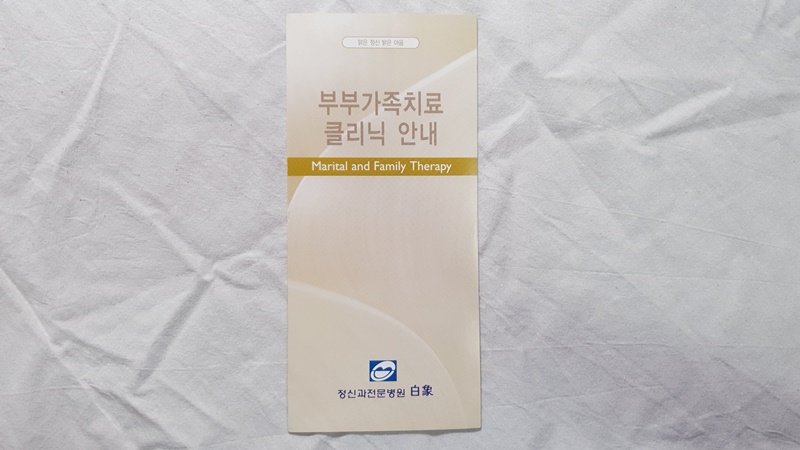 맑은 정신 밝은 마음
부부가족치료
클리닉 안내
Marital and Family Therapy
정신과전문병원 白象